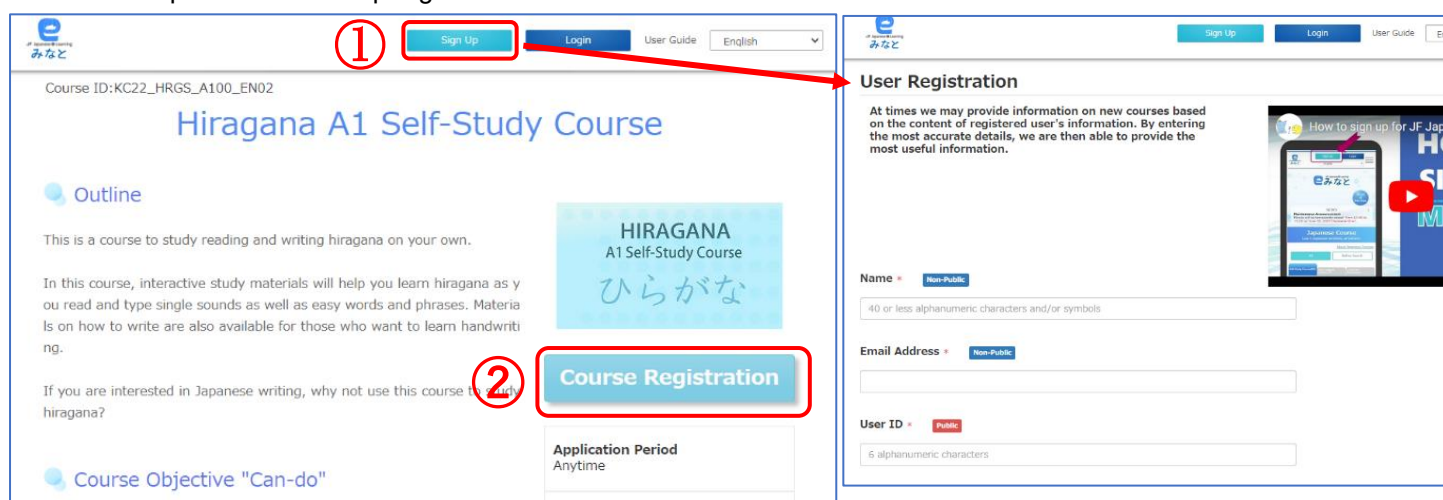 ①
Sign Up
Login
User Guide
English
みなと
Course ID:KC22_HRGS_A100_EN02
Hiragana A1 Self-Study Course
Outline
This is a course to study reading and writing hiragana on your own.
In this course, interactive study materials will help you learn hiragana as y
ou read and type single sounds as well as easy words and phrases. Materia
ls on how to write are also available for those who want to learn handwriti
ng.
If you are interested in Japanese writing, why not use this course to study
hiragana?
Course Objective "Can-do"
HIRAGANA
A1 Self-Study Course
ひらがな
②
Course Registration
Application Period
Anytime
みなと
Sign Up
Login
User Guide
User Registration
At times we may provide information on new courses based
on the content of registered user's information. By entering
the most accurate details, we are then able to provide the
most useful information.
How to sign up for JF Jap
みなと
Japanese Course
Name * Non-Public
40 or less alphanumeric characters and/or symbols
Email Address * Non-Public
User ID * Public
6 alphanumeric characters